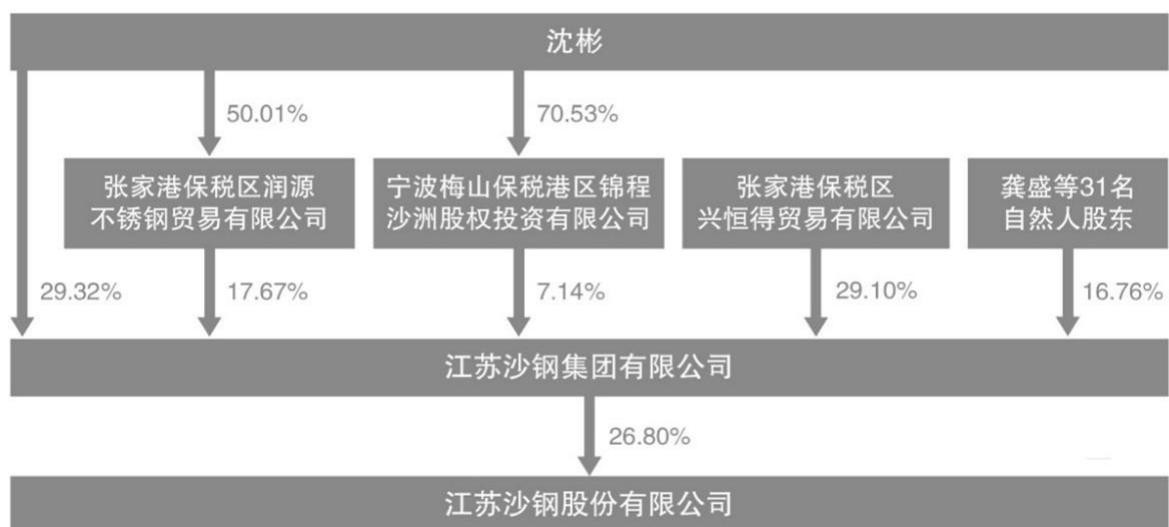 沈彬
50.01%
70.53%
张家港保税区润源
不锈钢贸易有限公司
宁波梅山保税港区锦程
沙洲股权投资有限公司
张家港保税区
兴恒得贸易有限公司
龚盛等31名
自然人股东
29.32%
17.67%
7.14%
29.10%
16.76%
江苏沙钢集团有限公司
26.80%
江苏沙钢股份有限公司